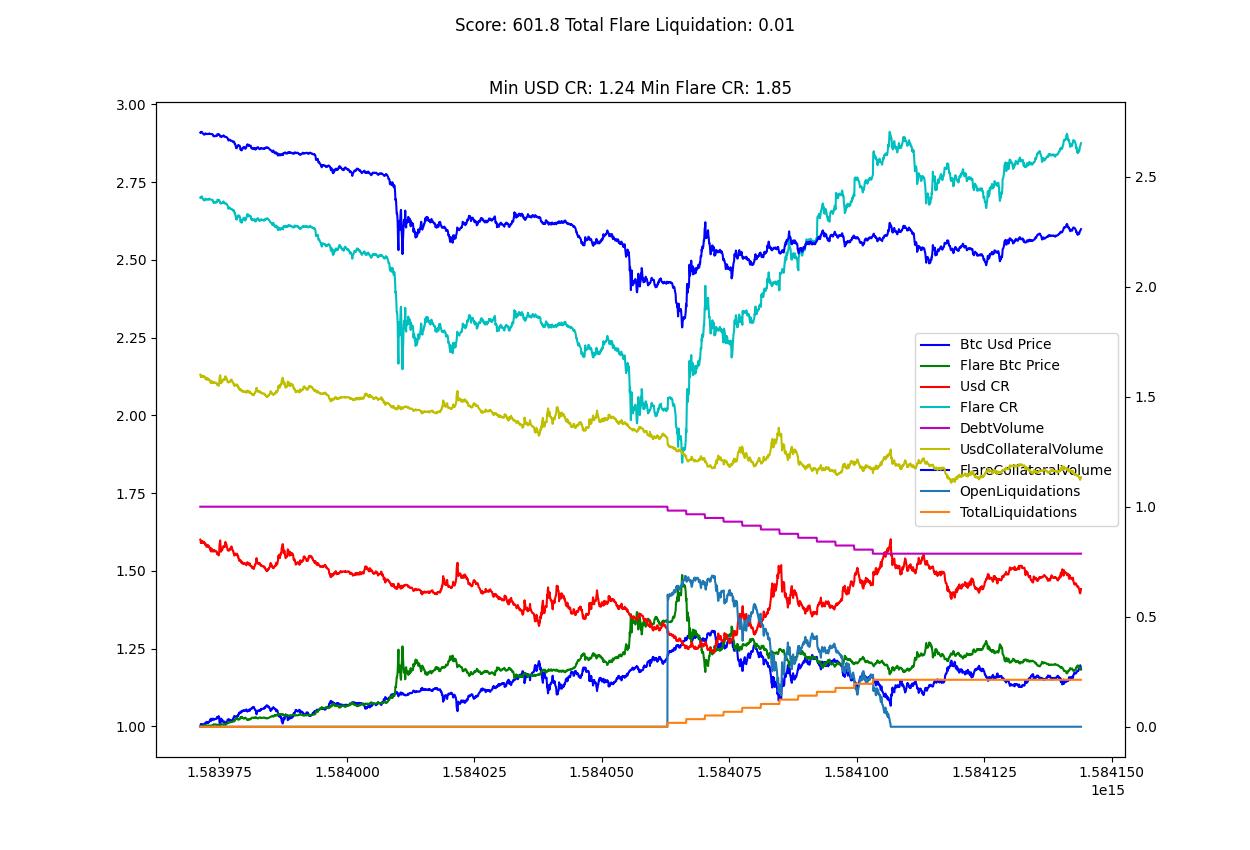 Score: 601.8 Total Flare Liquidation: 0.01
Min USD CR: 1.24 Min Flare CR: 1.85
3.00
2.75
2.50
2.25
2.00
1.75
1.50
1.25
1.00
2.5
2.0
1.5
1.0
0.5
0.0
Btc Usd Price
Flare Btc Price
Usd CR
Flare CR
DebtVolume
UsdCollateralVolume
FlareCollateralVolume
OpenLiquidations
TotalLiquidations
1.583975 1.584000 1.584025 1.584050 1.584075 1.584100 1.584125 1.584150
1e15